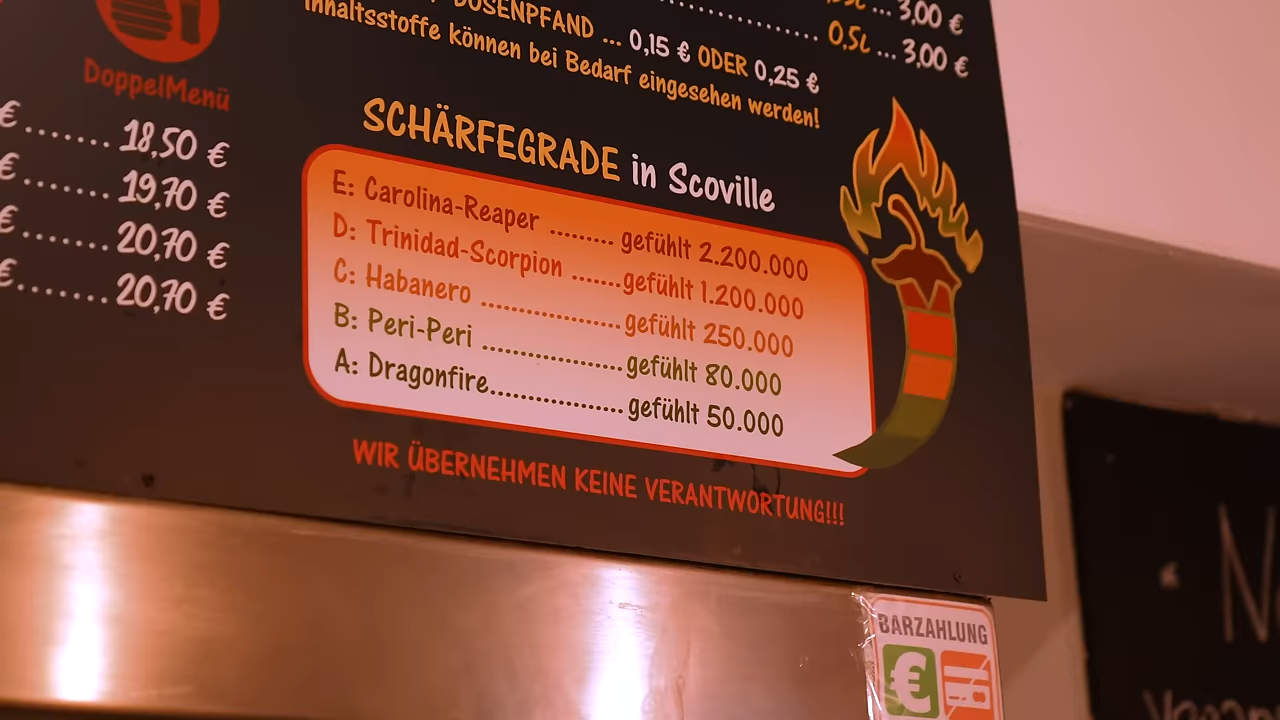 DoppelMenü
€....... 18,50 €
€....... 19,70 €
€....... 20,70 €
€....... 20,70 €
... 3,00 €
0,5L ... 3,00 €
DOSENPFAND ... 0,15 € ODER 0,25 €
Inhaltsstoffe können bei Bedarf eingesehen werden!
SCHÄRFEGRADE in Scoville
E: Carolina-Reaper ......... gefühlt 2.200.000
D: Trinidad-Scorpion .......gefühlt 1.200.000
C: Habanero ....................gefühlt 250.000
B: Peri-Peri ....................gefühlt 80.000
A: Dragonfire...................gefühlt 50.000
WIR ÜBERNEHMEN KEINE VERANTWORTUNG!!!
BARZAHLUNG
€